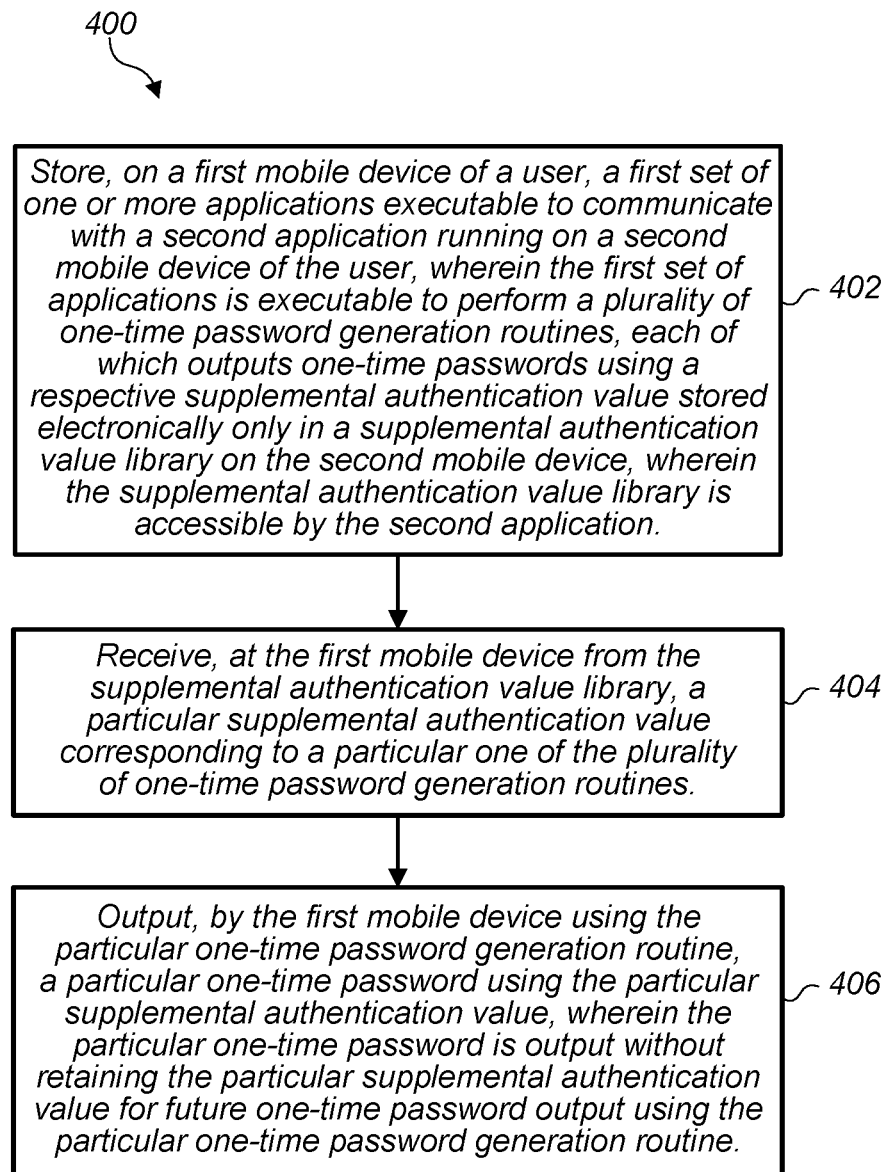 400
Store, on a first mobile device of a user, a first set of
one or more applications executable to communicate
with a second application running on a second
mobile device of the user, wherein the first set of
applications is executable to perform a plurality of
one-time password generation routines, each of
which outputs one-time passwords using a
respective supplemental authentication value stored
electronically only in a supplemental authentication
value library on the second mobile device, wherein
the supplemental authentication value library is
accessible by the second application.
402
Receive, at the first mobile device from the
supplemental authentication value library, a
particular supplemental authentication value
corresponding to a particular one of the plurality
of one-time password generation routines.
404
Output, by the first mobile device using the
particular one-time password generation routine,
a particular one-time password using the particular
supplemental authentication value, wherein the
particular one-time password is output without
retaining the particular supplemental authentication
value for future one-time password output using the
particular one-time password generation routine.
406